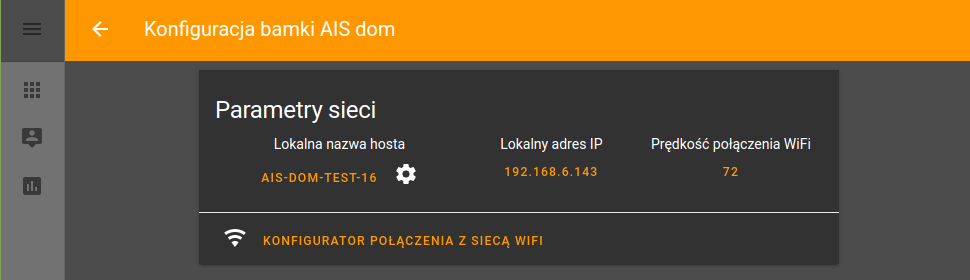 Konfiguracja bamki AIS dom
Parametry sieci
Lokalna nazwa hosta
Lokalny adres IP
Prędkość połączenia WiFi
AIS-DOM-TEST-16
192.168.6.143
72
KONFIGURATOR POŁĄCZENIA Z SIECĄ WIFI